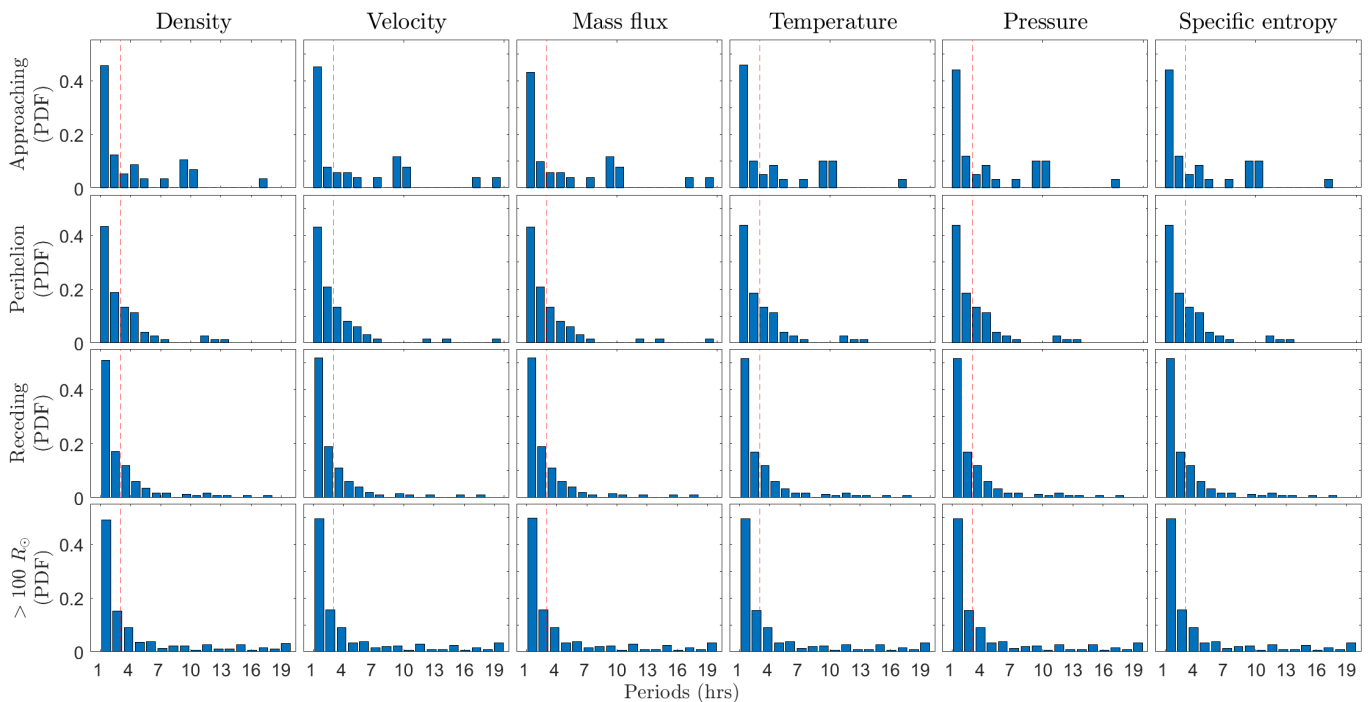 Density Velocity Mass flux Temperature Pressure Specific entropy
Approaching
(PDF)
0.4
0.2
0
Perihelion
(PDF)
0.4
0.2
0
Receding
(PDF)
0.4
0.2
0
> 100 R⊙
(PDF)
0.4
0.2
0
1 4 7 10 13 16 19 1 4 7 10 13 16 19 1 4 7 10 13 16 19 1 4 7 10 13 16 19 1 4 7 10 13 16 19 1 4 7 10 13 16 19
Periods (hrs)